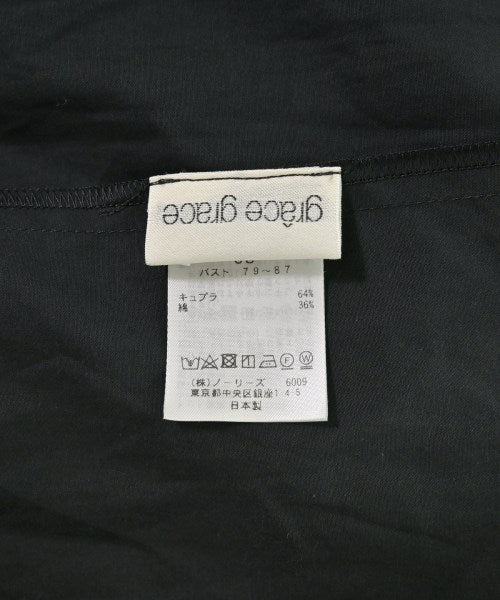 grâce grace
バスト 79~87
キュプラ 64%
綿 36%
(株)ノーリーズ 6009
東京都中央区銀座1 4 5
日本製